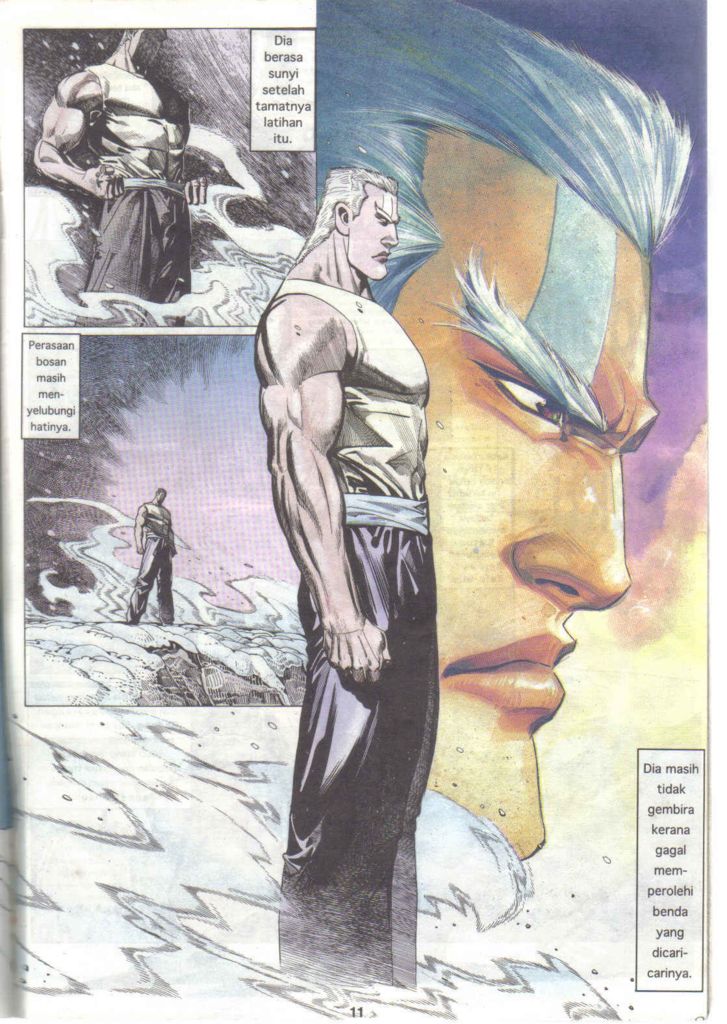 Dia
berasa
sunyi
setelah
tamatnya
latihan
itu.
Perasaan
bosan
masih
men-
yelubungi
hatinya.
Dia masih
tidak
gembira
kerana
gagal
mem-
perolehi
benda
yang
dicari-
carinya.
11